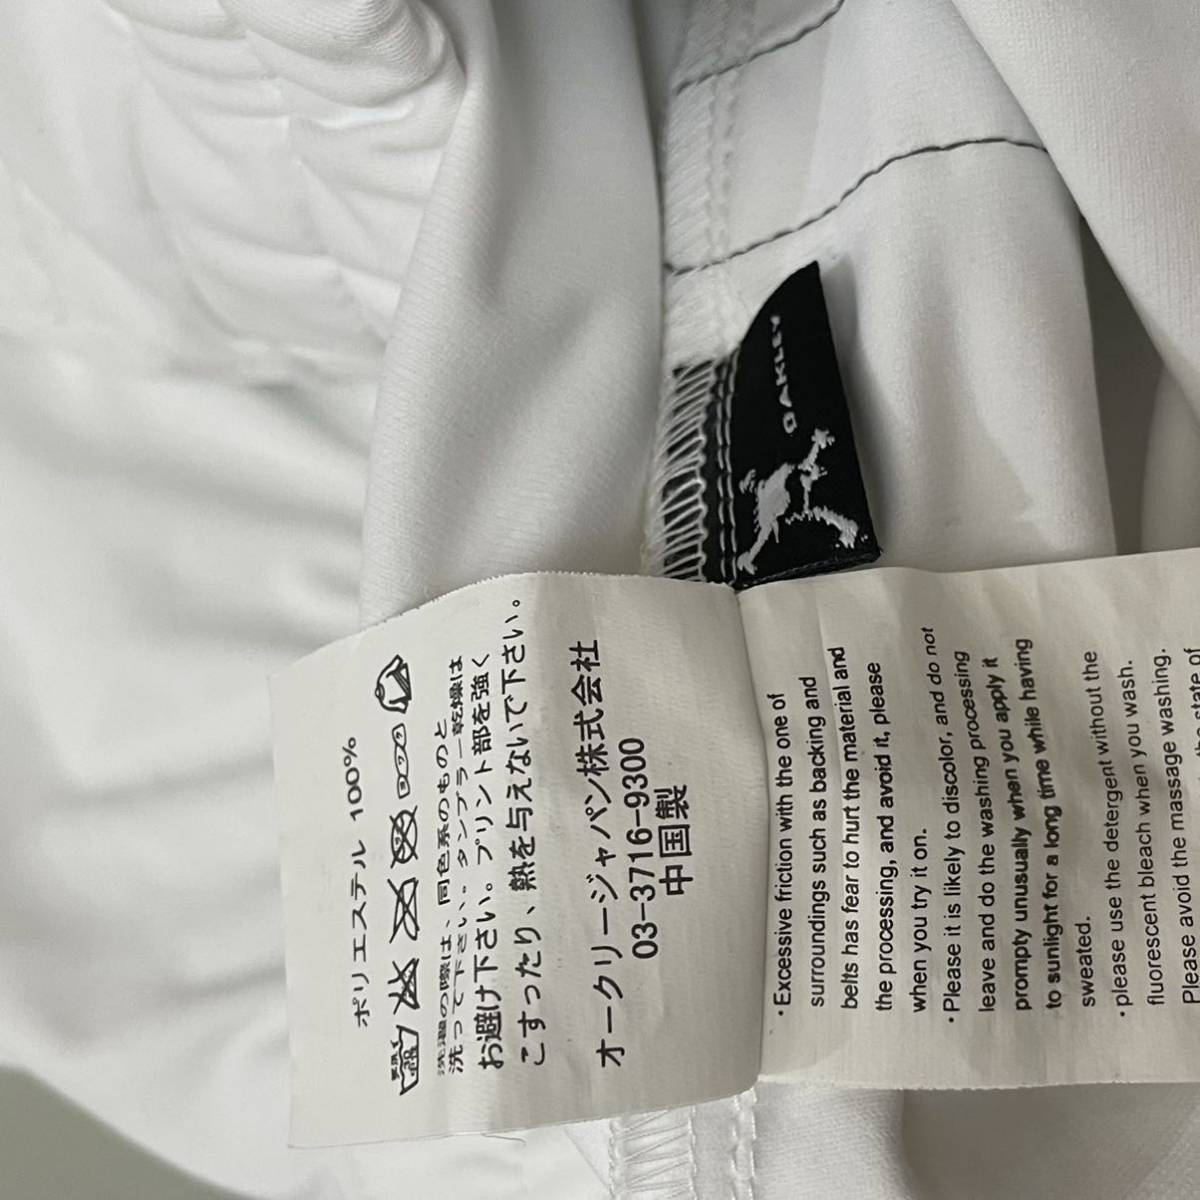 OAKLEY
ポリエステル 100%
洗濯の際は、同色系のものと
洗って下さい。タンブラー乾燥は
お避け下さい。プリント部を強く
こすったり、熱を与えないで下さい。
オークリージャパン株式会社
03-3716-9300
中国製
・Excessive friction with the one of
surroundings such as backing and
belts has fear to hurt the material and
the processing, and avoid it, please
when you try it on.
・Please it is likely to discolor, and do not
leave and do the washing processing
prompty unusually when you apply it
to sunlight for a long time while having
sweated.
・please use the detergent without the
fluorescent bleach when you wash.
Please avoid the massage washing.
the state of